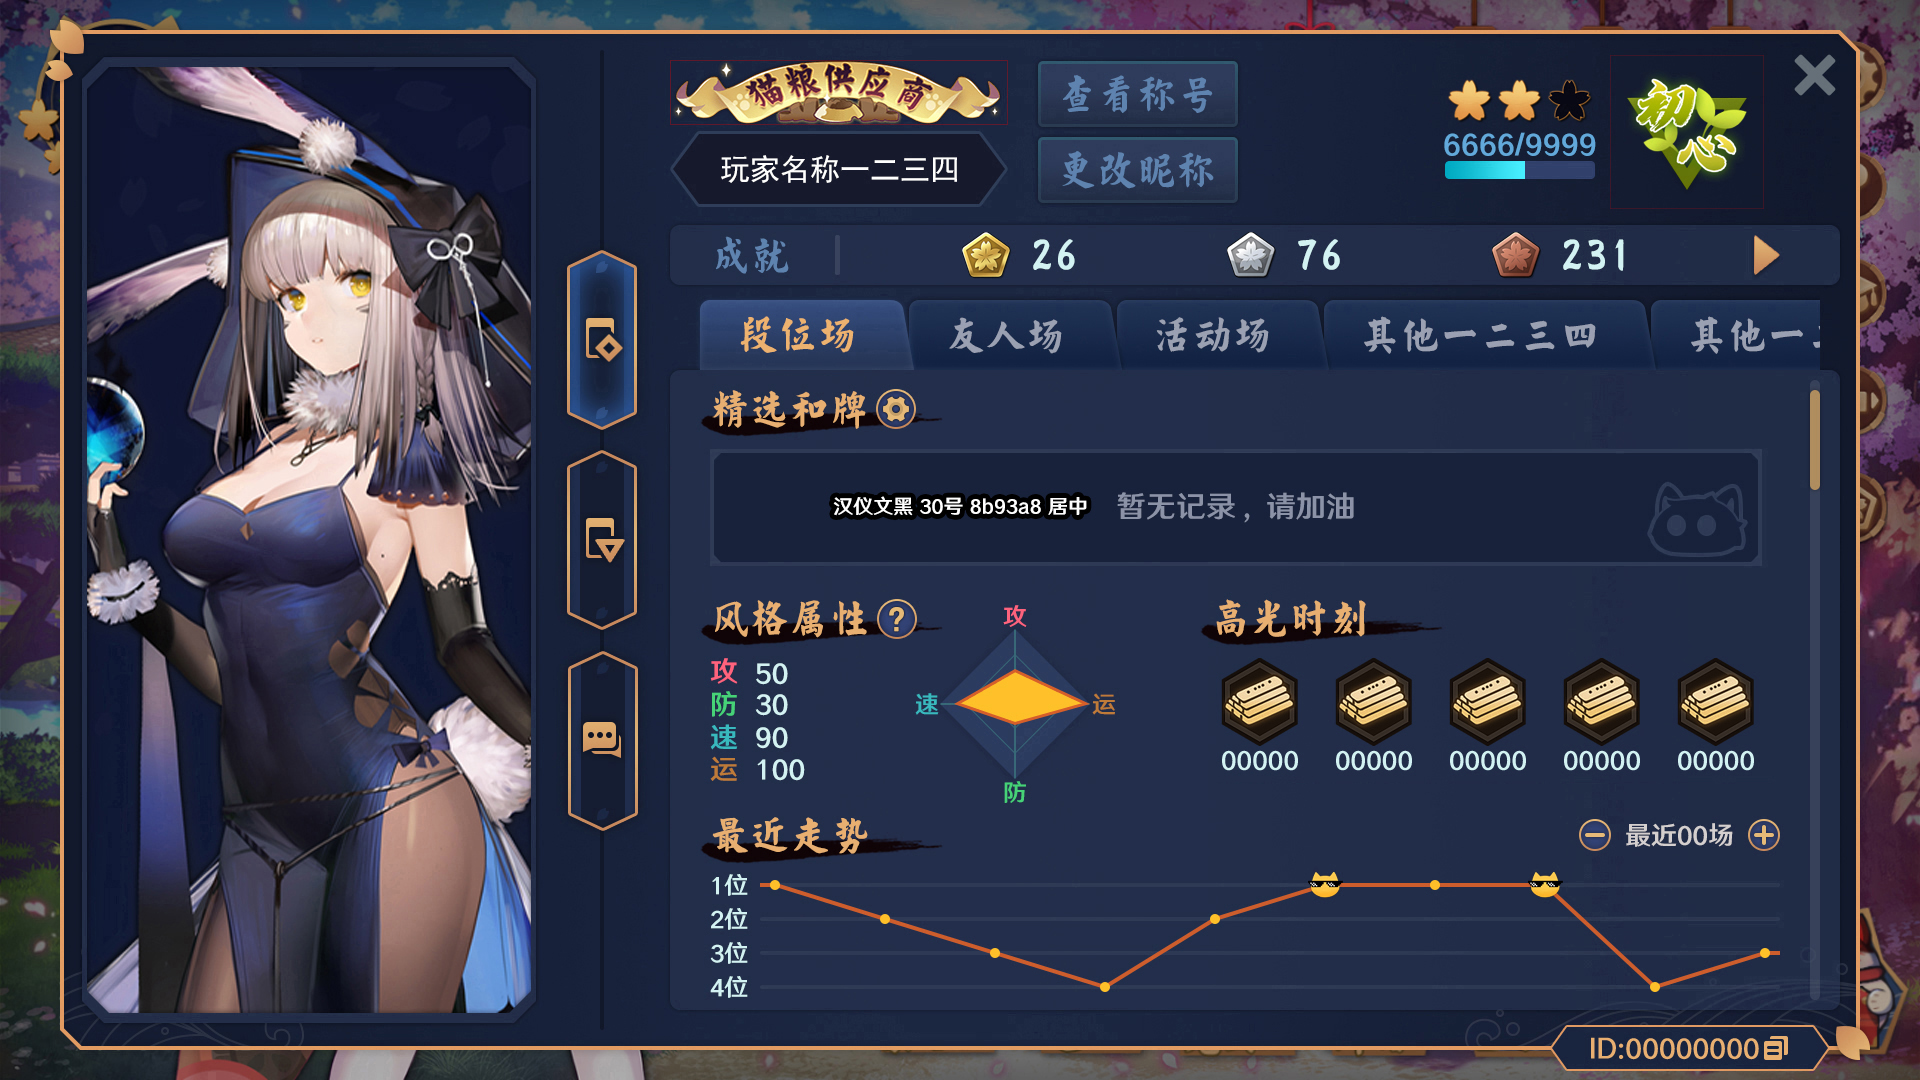 猫粮供应商
查看称号
玩家名称一二三四
更改昵称
6666/9999
初心
成就
26
76
231
段位场
友人场
活动场
其他一二三四
其他一
精选和牌
汉仪文黑 30号 8b93a8 居中
暂无记录，请加油
风格属性 ?
攻 50
防 30
速 90
运 100
攻
速
运
防
高光时刻
00000 00000 00000 00000 00000
最近走势
最近00场
1位
2位
3位
4位
ID:00000000